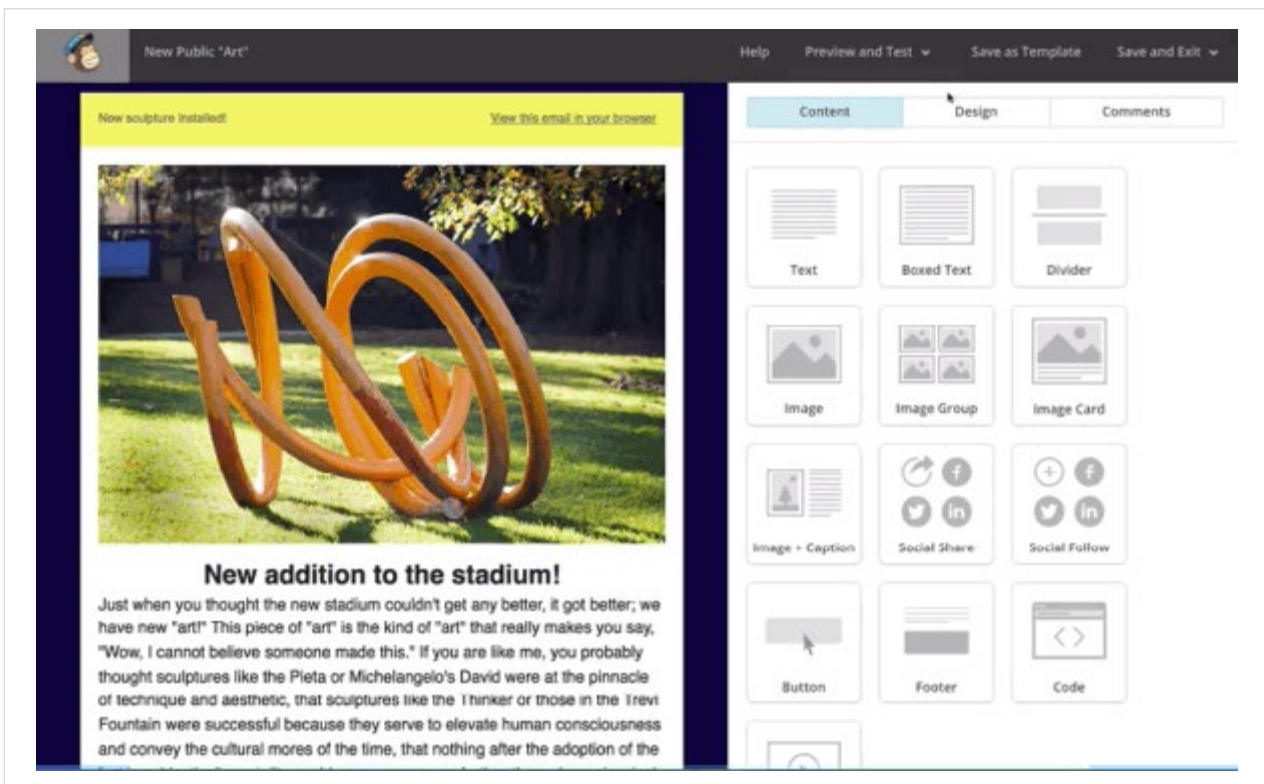 New Public "Art"
Help Preview and Test Save as Template Save and Exit
Content Design Comments
New sculpture installed!
View this email in your browser
Text Boxed Text Divider
Image Image Group Image Card
Image + Caption Social Share Social Follow
Button Footer Code
New addition to the stadium!
Just when you thought the new stadium couldn't get any better, it got better; we
have new "art!" This piece of "art" is the kind of "art" that really makes you say,
"Wow, I cannot believe someone made this." If you are like me, you probably
thought sculptures like the Pieta or Michelangelo's David were at the pinnacle
of technique and aesthetic, that sculptures like the Thinker or those in the Trevi
Fountain were successful because they serve to elevate human consciousness
and convey the cultural mores of the time, that nothing after the adoption of the